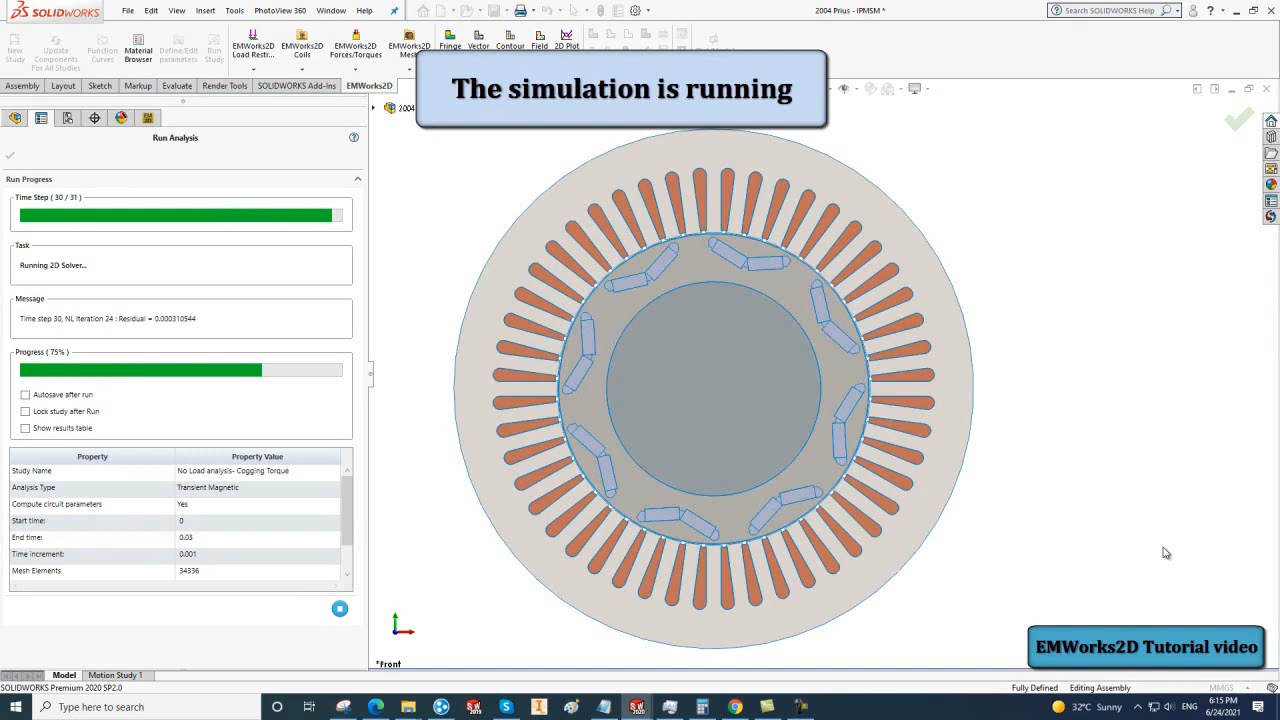 SOLIDWORKS
File Edit View Insert Tools PhotoView 360 Window Help
2004 Prius - IPMSM *
Search SOLIDWORKS Help
New Study
Update Components For All Studies
Function Curves
Material Browser
Define/Edit parameters
Run Study
EMWorks2D Load Restr...
EMWorks2D Coils
EMWorks2D Forces/Torques
EMWorks2D Mesh
Fringe
Vector
Contour
Field
2D Plot
Assembly Layout Sketch Markup Evaluate Render Tools SOLIDWORKS Add-Ins EMWorks2D
The simulation is running
2004
Run Analysis
Run Progress
Time Step ( 30 / 31 )
Task
Running 2D Solver...
Message
Time step 30, NL Iteration 24 : Residual = 0.000310544
Progress (75%)
Autosave after run
Lock study after Run
Show results table
Property Property Value
Study Name No Load analysis- Cogging Torque
Analysis Type Transient Magnetic
Compute circuit parameters Yes
Start time: 0
End time: 0.03
Time increment: 0.001
Mesh Elements 34336
EMWorks2D Tutorial video
*Front
Model Motion Study 1
SOLIDWORKS Premium 2020 SP2.0
Fully Defined Editing Assembly MMGS
Type here to search
32°C Sunny
ENG
6:15 PM
6/24/2021